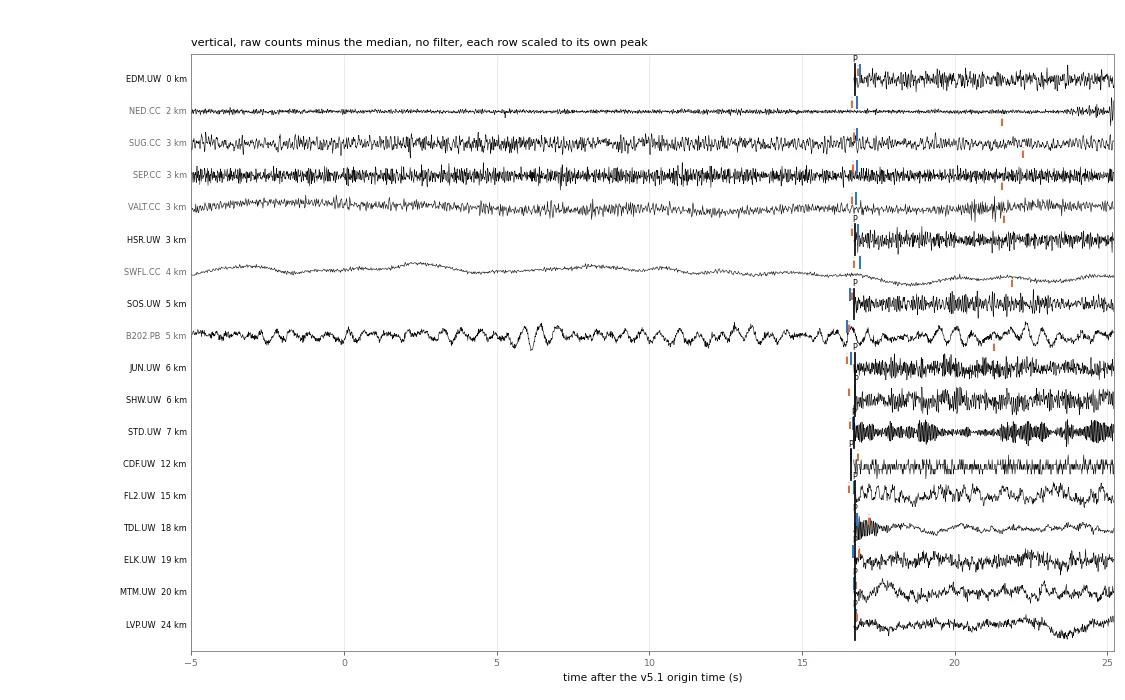 vertical, raw counts minus the median, no filter, each row scaled to its own peak
EDM.UW 0 km
P
NED.CC 2 km
SUG.CC 3 km
SEP.CC 3 km
VALT.CC 3 km
P
HSR.UW 3 km
SWFL.CC 4 km
P
SOS.UW 5 km
B202.PB 5 km
P
JUN.UW 6 km
P
SHW.UW 6 km
STD.UW 7 km
P
CDF.UW 12 km
P
FL2.UW 15 km
P
TDL.UW 18 km
ELK.UW 19 km
P
MTM.UW 20 km
P
LVP.UW 24 km
−5 0 5 10 15 20 25
time after the v5.1 origin time (s)